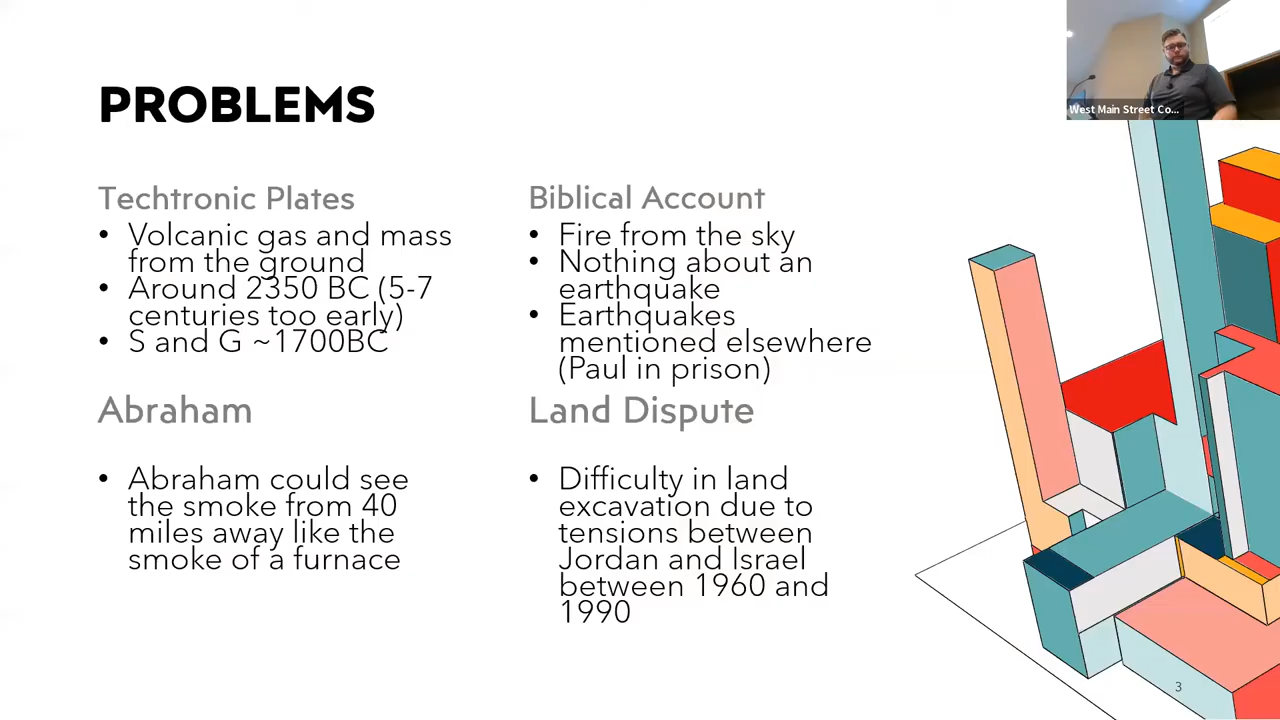 PROBLEMS
Techtronic Plates
• Volcanic gas and mass
from the ground
• Around 2350 BC (5-7
centuries too early)
• S and G ~1700BC
Biblical Account
• Fire from the sky
• Nothing about an
earthquake
• Earthquakes
mentioned elsewhere
(Paul in prison)
Abraham
• Abraham could see
the smoke from 40
miles away like the
smoke of a furnace
Land Dispute
• Difficulty in land
excavation due to
tensions between
Jordan and Israel
between 1960 and
1990
West Main Street Co...
3